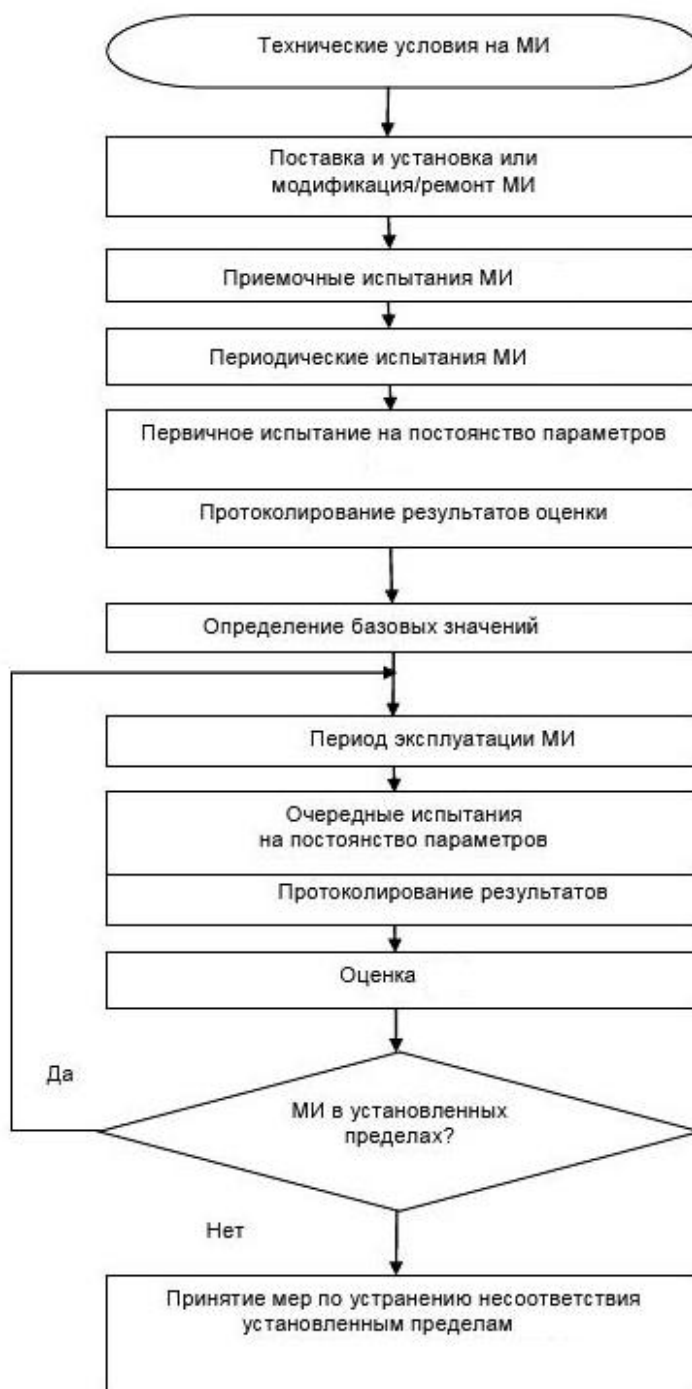 Технические условия на МИ
Поставка и установка или
модификация/ремонт МИ
Приемочные испытания МИ
Периодические испытания МИ
Первичное испытание на постоянство параметров
Протоколирование результатов оценки
Определение базовых значений
Период эксплуатации МИ
Очередные испытания
на постоянство параметров
Протоколирование результатов
Оценка
Да
МИ в установленных
пределах?
Нет
Принятие мер по устранению несоответствия
установленным пределам